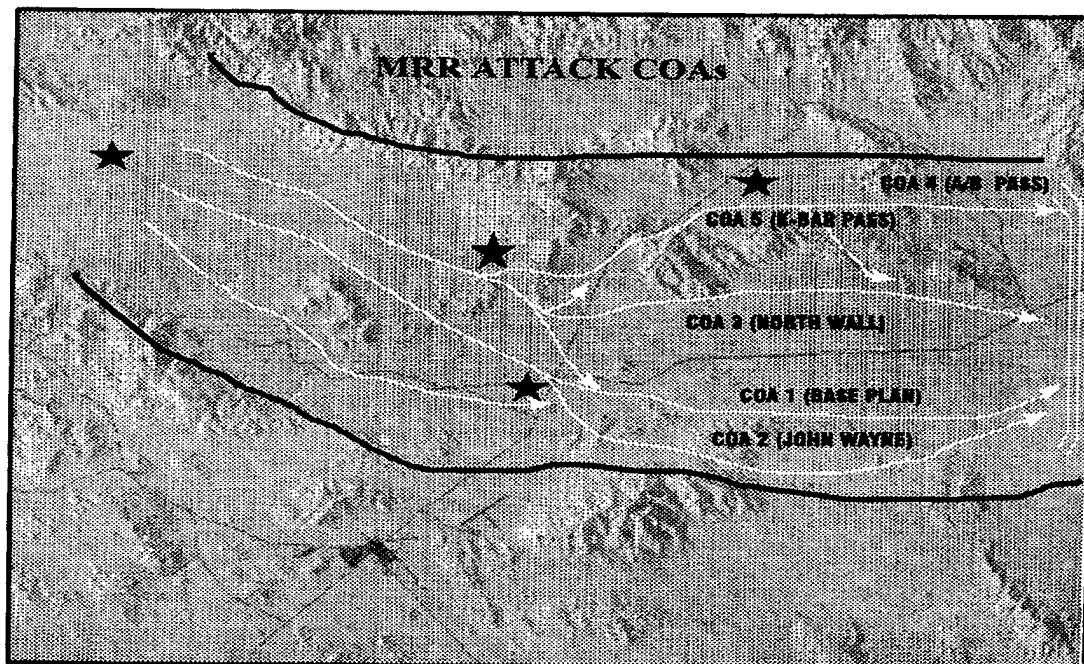 MRR ATTACK COAs
COA 4 (A/B PASS)
COA 5 (K-BAR PASS)
COA 3 (NORTH WALL)
COA 1 (BASE PLAN)
COA 2 (JOHN WAYNE)